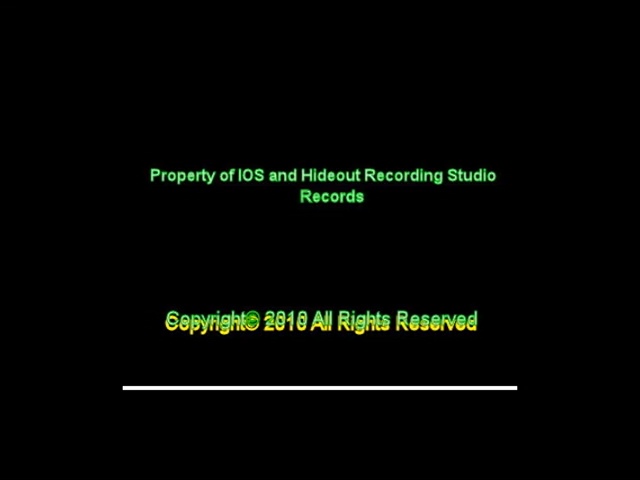 Property of IOS and Hideout Recording Studio
Records
Copyright© 2010 All Rights Reserved